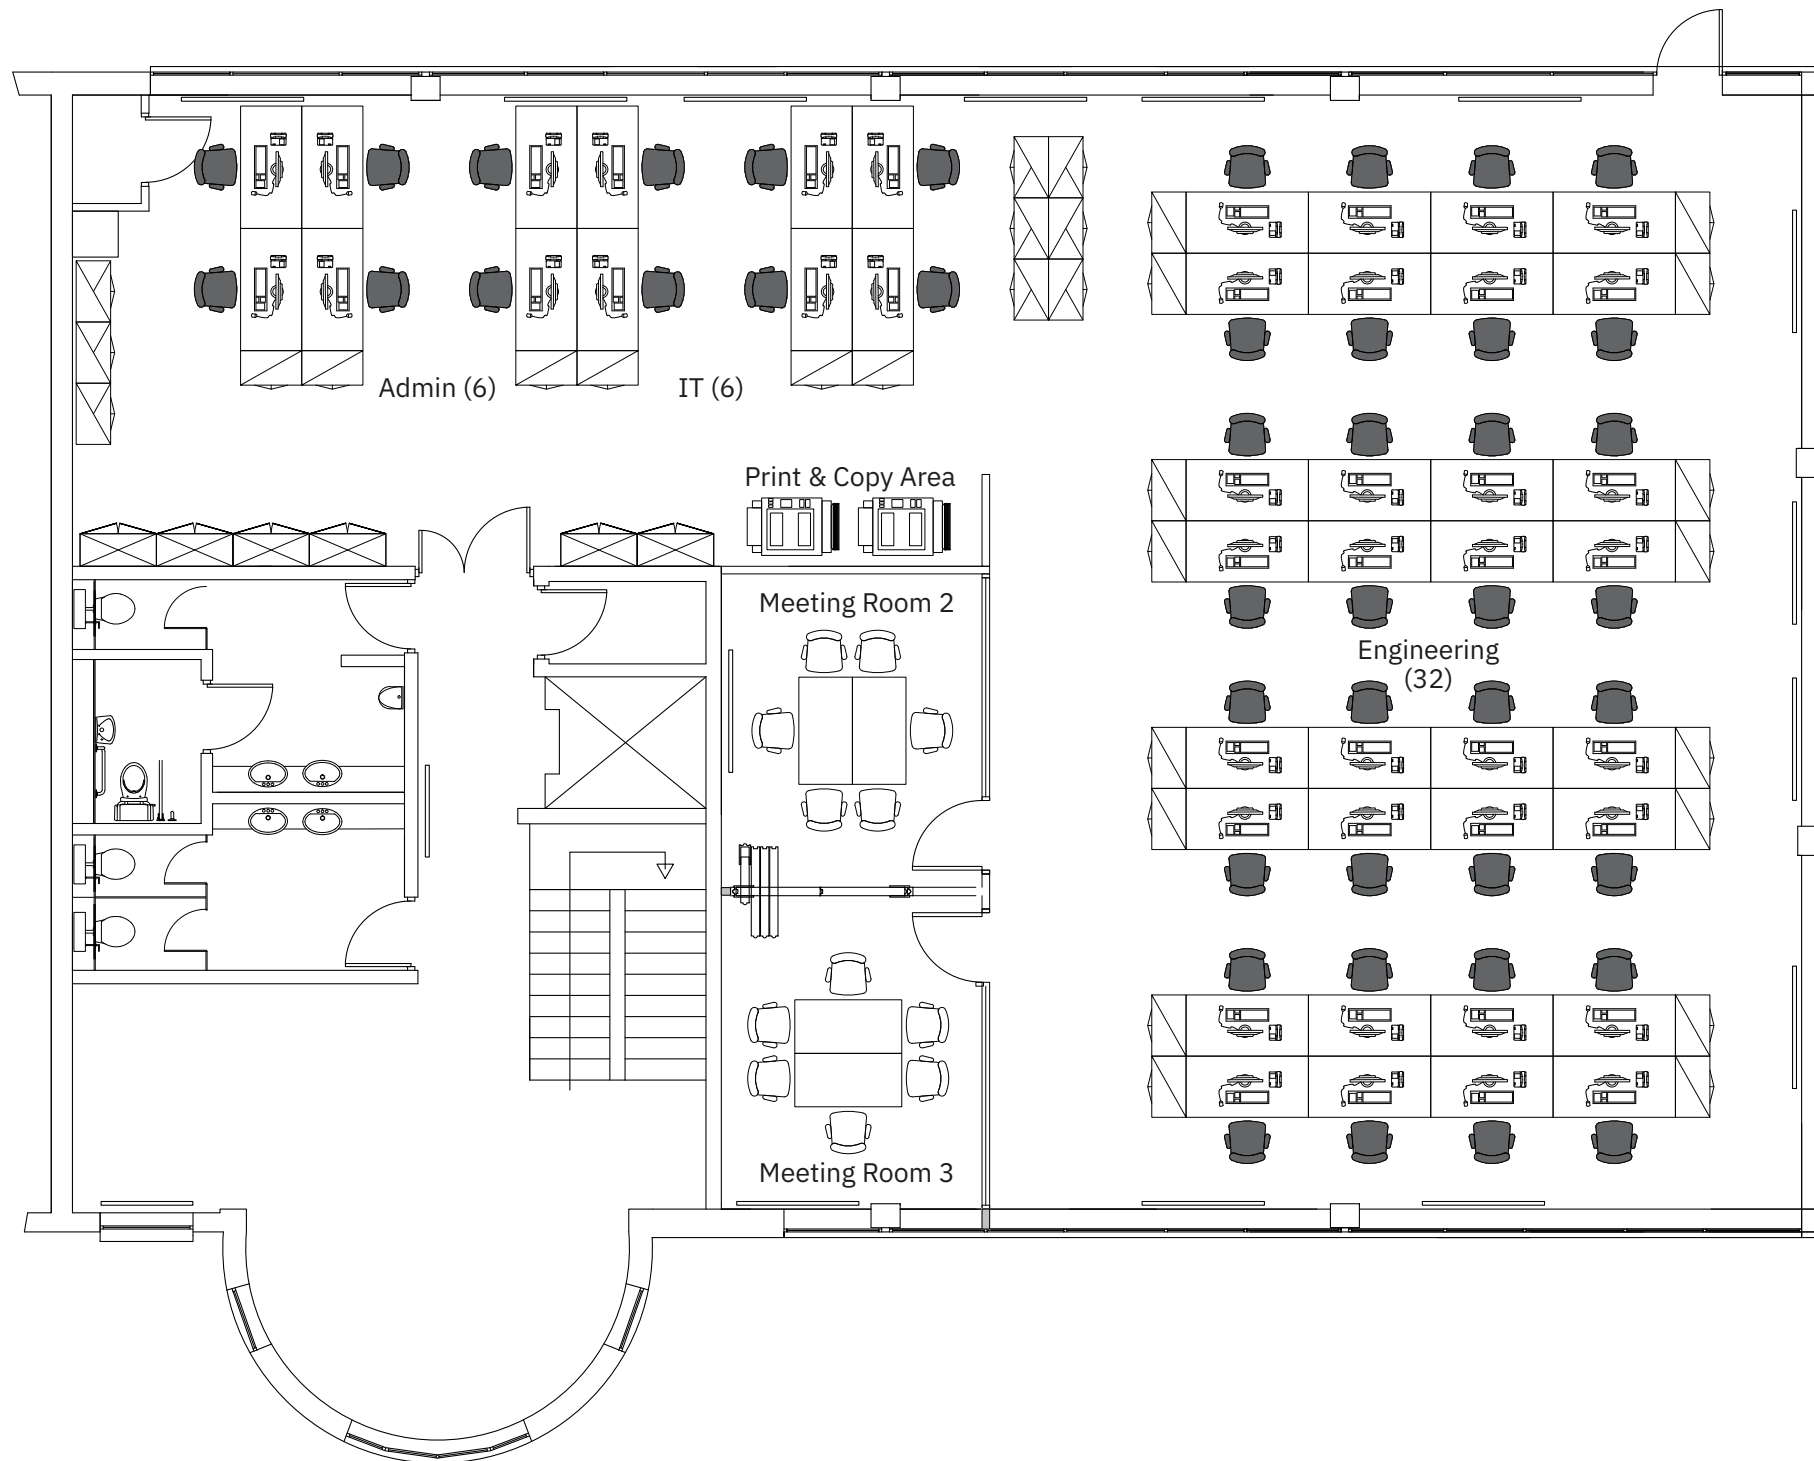 Admin (6)
IT (6)
Print & Copy Area
Meeting Room 2
Engineering
(32)
Meeting Room 3